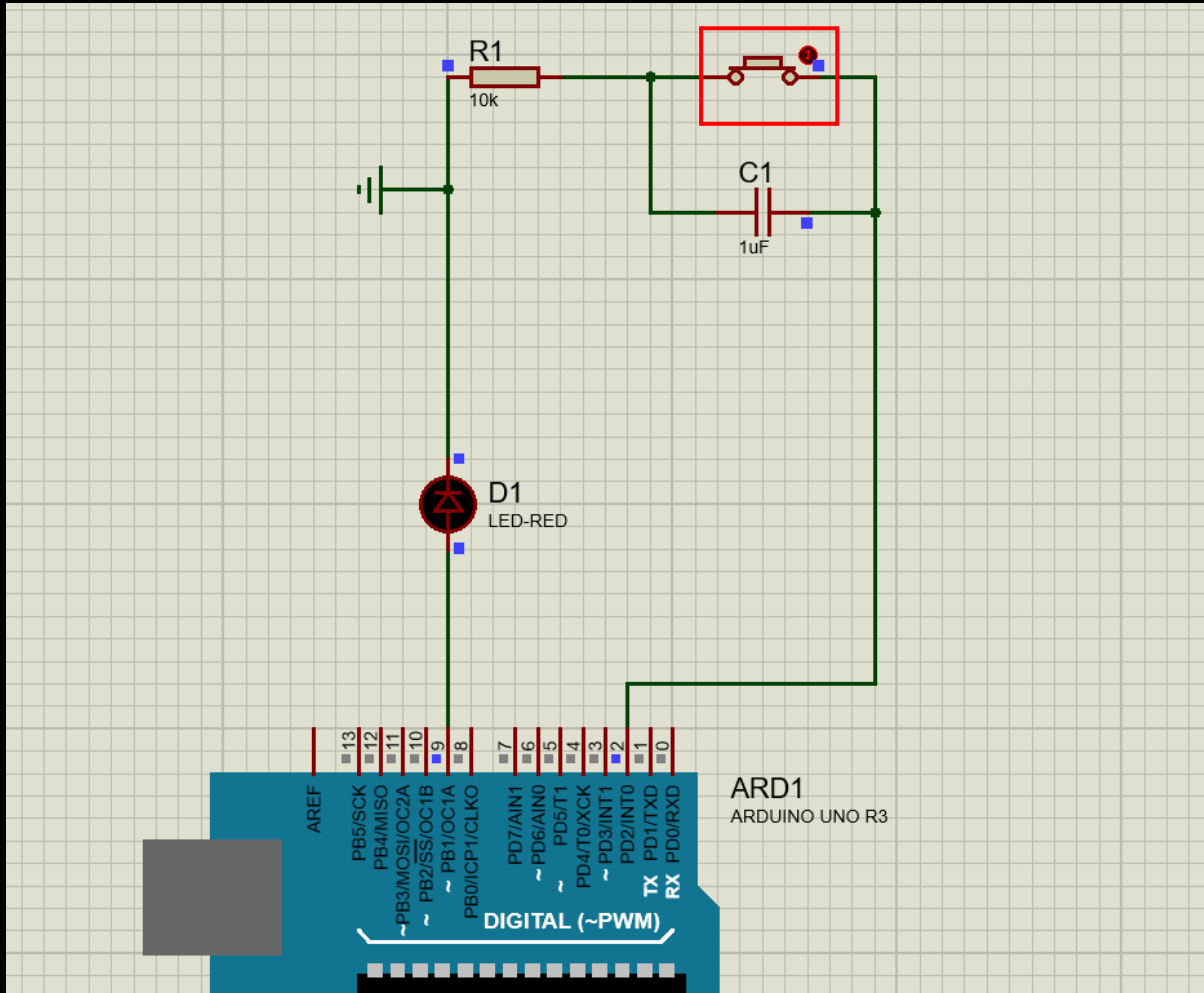 R1
10k
C1
1uF
D1
LED-RED
13
12
11
10
9
8
7
6
5
4
3
2
1
0
ARD1
ARDUINO UNO R3
AREF
PB5/SCK
PB4/MISO
~PB3/MOSI/OC2A
~ PB2/SS/OC1B
~ PB1/OC1A
PB0/ICP1/CLKO
PD7/AIN1
~ PD6/AIN0
~ PD5/T1
PD4/T0/XCK
~ PD3/INT1
PD2/INT0
TX PD1/TXD
RX PD0/RXD
DIGITAL (~PWM)